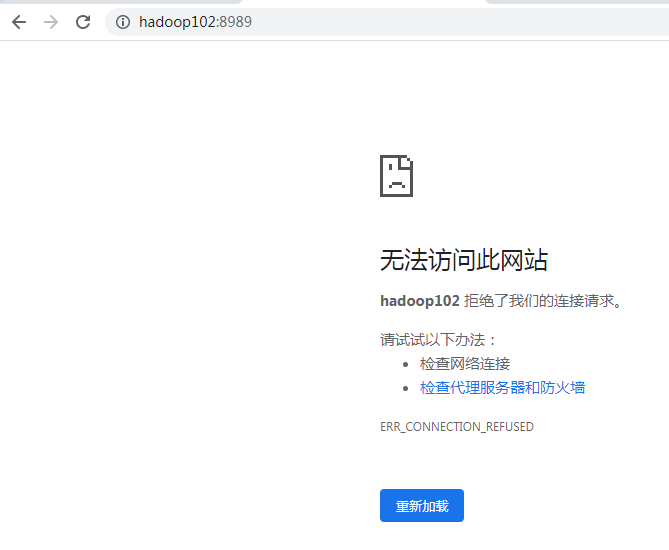 hadoop102:8989
无法访问此网站
hadoop102 拒绝了我们的连接请求。
请试试以下办法：
检查网络连接
检查代理服务器和防火墙
ERR_CONNECTION_REFUSED
重新加载